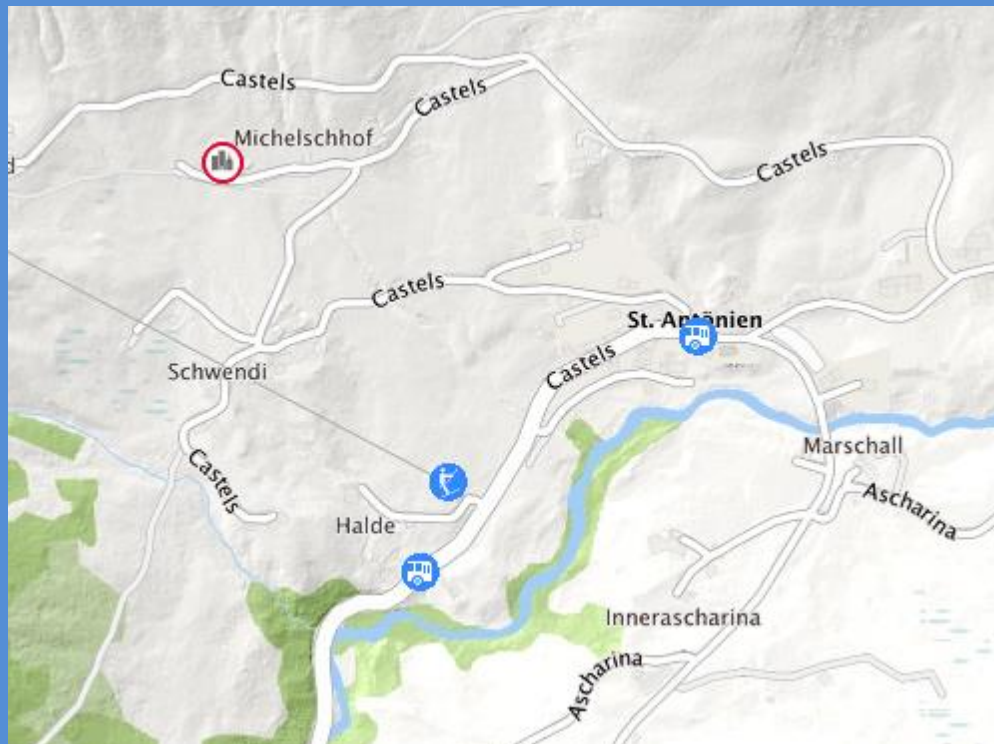 Castels
Castels
Michelschhof
d
Castels
Castels
St. Antönien
Castels
Schwendi
Marschall
Castels
Ascharina
Halde
Innerascharina
Ascharina